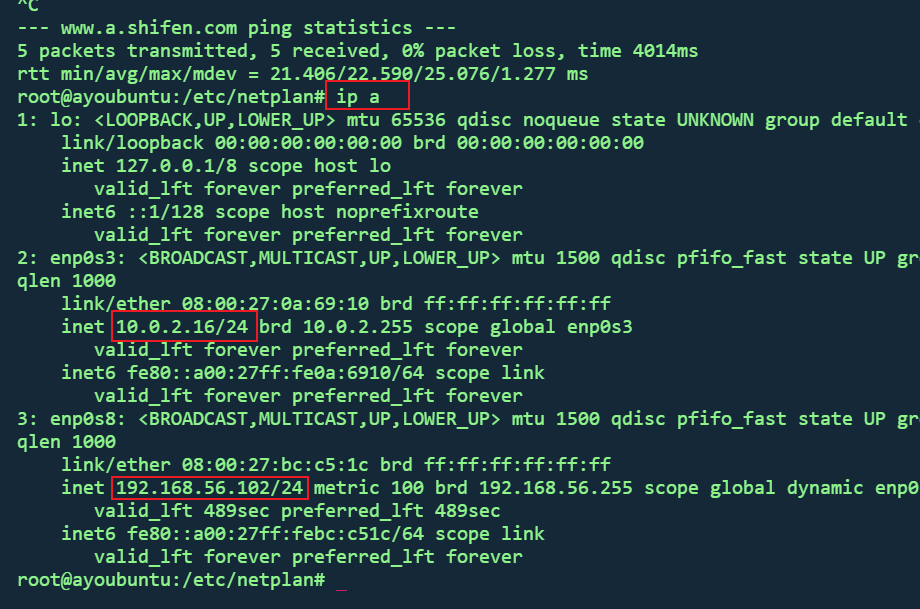 ^C
--- www.a.shifen.com ping statistics ---
5 packets transmitted, 5 received, 0% packet loss, time 4014ms
rtt min/avg/max/mdev = 21.406/22.590/25.076/1.277 ms
root@ayoubuntu:/etc/netplan# ip a
1: lo: <LOOPBACK,UP,LOWER_UP> mtu 65536 qdisc noqueue state UNKNOWN group default
link/loopback 00:00:00:00:00:00 brd 00:00:00:00:00:00
inet 127.0.0.1/8 scope host lo
valid_lft forever preferred_lft forever
inet6 ::1/128 scope host noprefixroute
valid_lft forever preferred_lft forever
2: enp0s3: <BROADCAST,MULTICAST,UP,LOWER_UP> mtu 1500 qdisc pfifo_fast state UP gr
qlen 1000
link/ether 08:00:27:0a:69:10 brd ff:ff:ff:ff:ff:ff
inet 10.0.2.16/24 brd 10.0.2.255 scope global enp0s3
valid_lft forever preferred_lft forever
inet6 fe80::a00:27ff:fe0a:6910/64 scope link
valid_lft forever preferred_lft forever
3: enp0s8: <BROADCAST,MULTICAST,UP,LOWER_UP> mtu 1500 qdisc pfifo_fast state UP gr
qlen 1000
link/ether 08:00:27:bc:c5:1c brd ff:ff:ff:ff:ff:ff
inet 192.168.56.102/24 metric 100 brd 192.168.56.255 scope global dynamic enp0
valid_lft 489sec preferred_lft 489sec
inet6 fe80::a00:27ff:febc:c51c/64 scope link
valid_lft forever preferred_lft forever
root@ayoubuntu:/etc/netplan# _